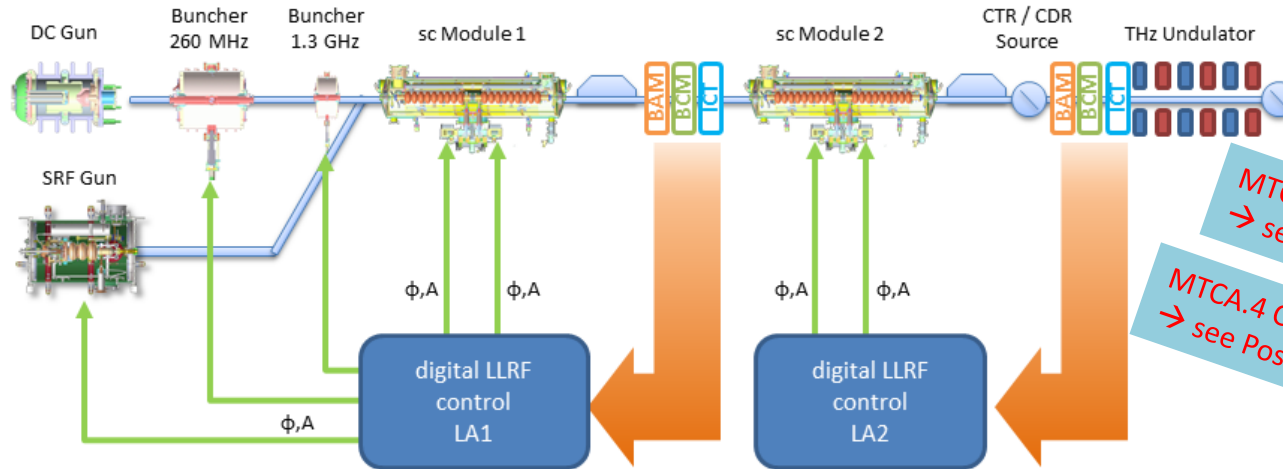 DC Gun
Buncher
260 MHz
Buncher
1.3 GHz
sc Module 1
sc Module 2
CTR / CDR
Source
THz Undulator
BAM
BCM
ICT
BAM
BCM
ICT
SRF Gun
ϕ,A
ϕ,A
ϕ,A
ϕ,A
ϕ,A
digital LLRF
control
LA1
digital LLRF
control
LA2
→ see
MTCA.4
→ see